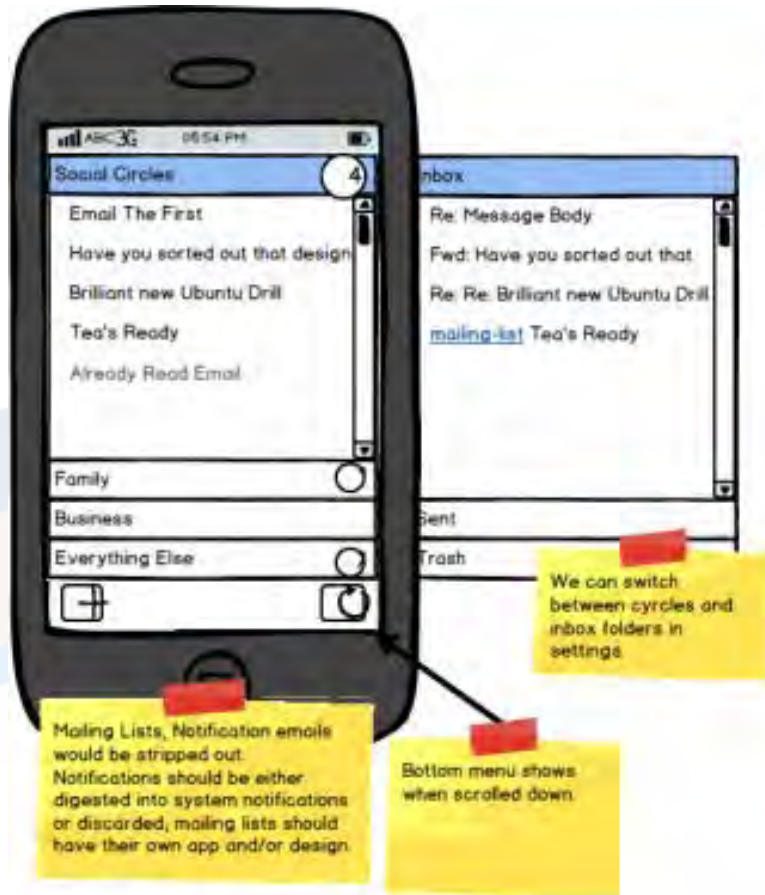 ABC 3G 06:54 PM
Social Circles 4
Email The First
Have you sorted out that design
Brilliant new Ubuntu Drill
Tea's Ready
Already Read Email
Family
Business
Everything Else
nbox
Re: Message Body
Fwd: Have you sorted out that
Re: Re: Brilliant new Ubuntu Drill
mailing-list Tea's Ready
Sent
Trash
We can switch
between cyrcles and
inbox folders in
settings.
Mailing Lists, Notification emails
would be stripped out.
Notifications should be either
digested into system notifications
or discarded, mailing lists should
have their own app and/or design.
Bottom menu shows
when scrolled down.